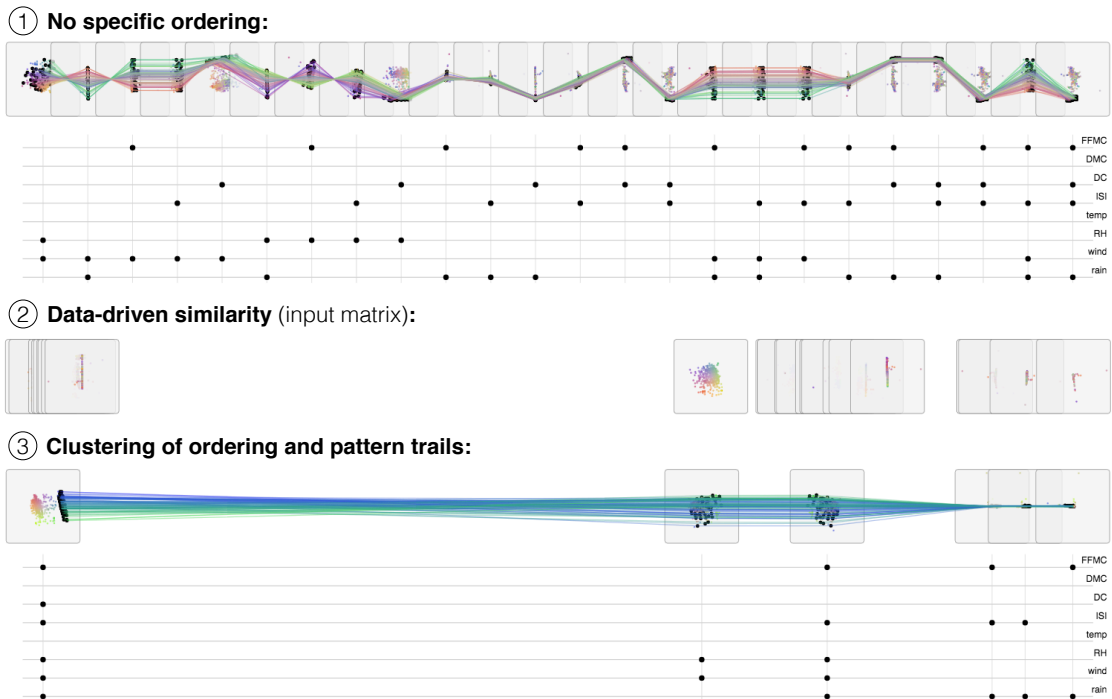 1 No specific ordering:
FFMC
DMC
DC
ISI
temp
RH
wind
rain
2 Data-driven similarity (input matrix):
3 Clustering of ordering and pattern trails:
FFMC
DMC
DC
ISI
temp
RH
wind
rain